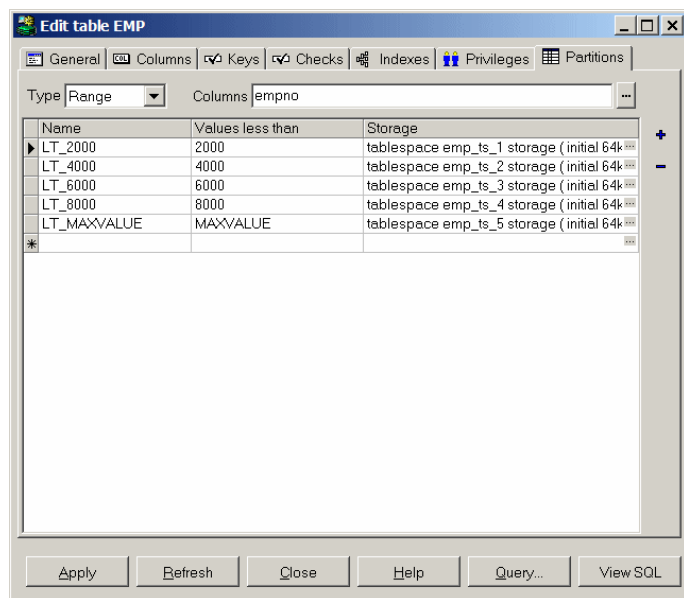 Edit table EMP
General Columns Keys Checks Indexes Privileges Partitions
Type Range Columns empno ...
Name Values less than Storage
LT_2000 2000 tablespace emp_ts_1 storage ( initial 64k ...
LT_4000 4000 tablespace emp_ts_2 storage ( initial 64k ...
LT_6000 6000 tablespace emp_ts_3 storage ( initial 64k ...
LT_8000 8000 tablespace emp_ts_4 storage ( initial 64k ...
LT_MAXVALUE MAXVALUE tablespace emp_ts_5 storage ( initial 64k ...
* ...
Apply Refresh Close Help Query... View SQL